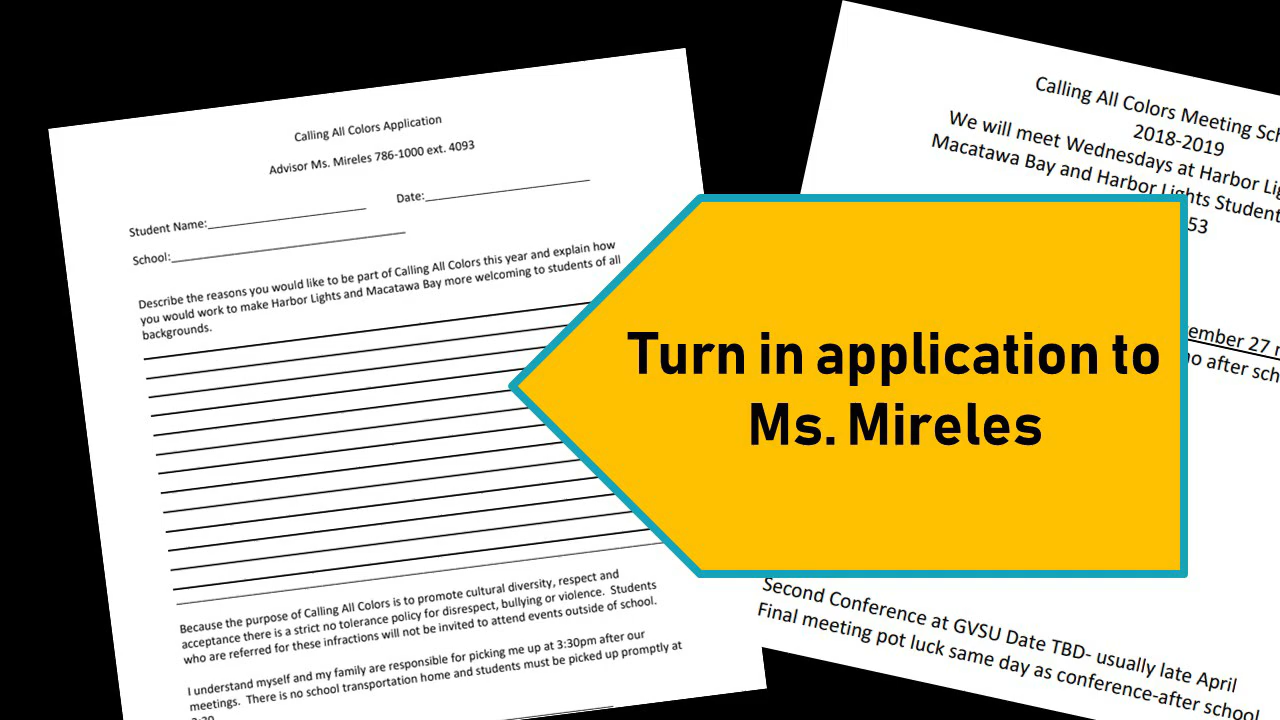 Calling All Colors Application
Advisor Ms. Mireles 786-1000 ext. 4093
Student Name: Date:
School:
Describe the reasons you would like to be part of Calling All Colors this year and explain how
you would work to make Harbor Lights and Macatawa Bay more welcoming to students of all
backgrounds.
Because the purpose of Calling All Colors is to promote cultural diversity, respect and
acceptance there is a strict no tolerance policy for disrespect, bullying or violence. Students
who are referred for these infractions will not be invited to attend events outside of school.
I understand myself and my family are responsible for picking me up at 3:30pm after our
meetings. There is no school transportation home and students must be picked up promptly at
Calling All Colors Meeting
2018-2019
We will meet Wednesdays at Harbor
Macatawa Bay and Harbor Lights Student
53
Turn in application to
Ms. Mireles
ember 27
after
Second Conference at GVSU Date TBD- usually late April
Final meeting pot luck same day as conference-after school